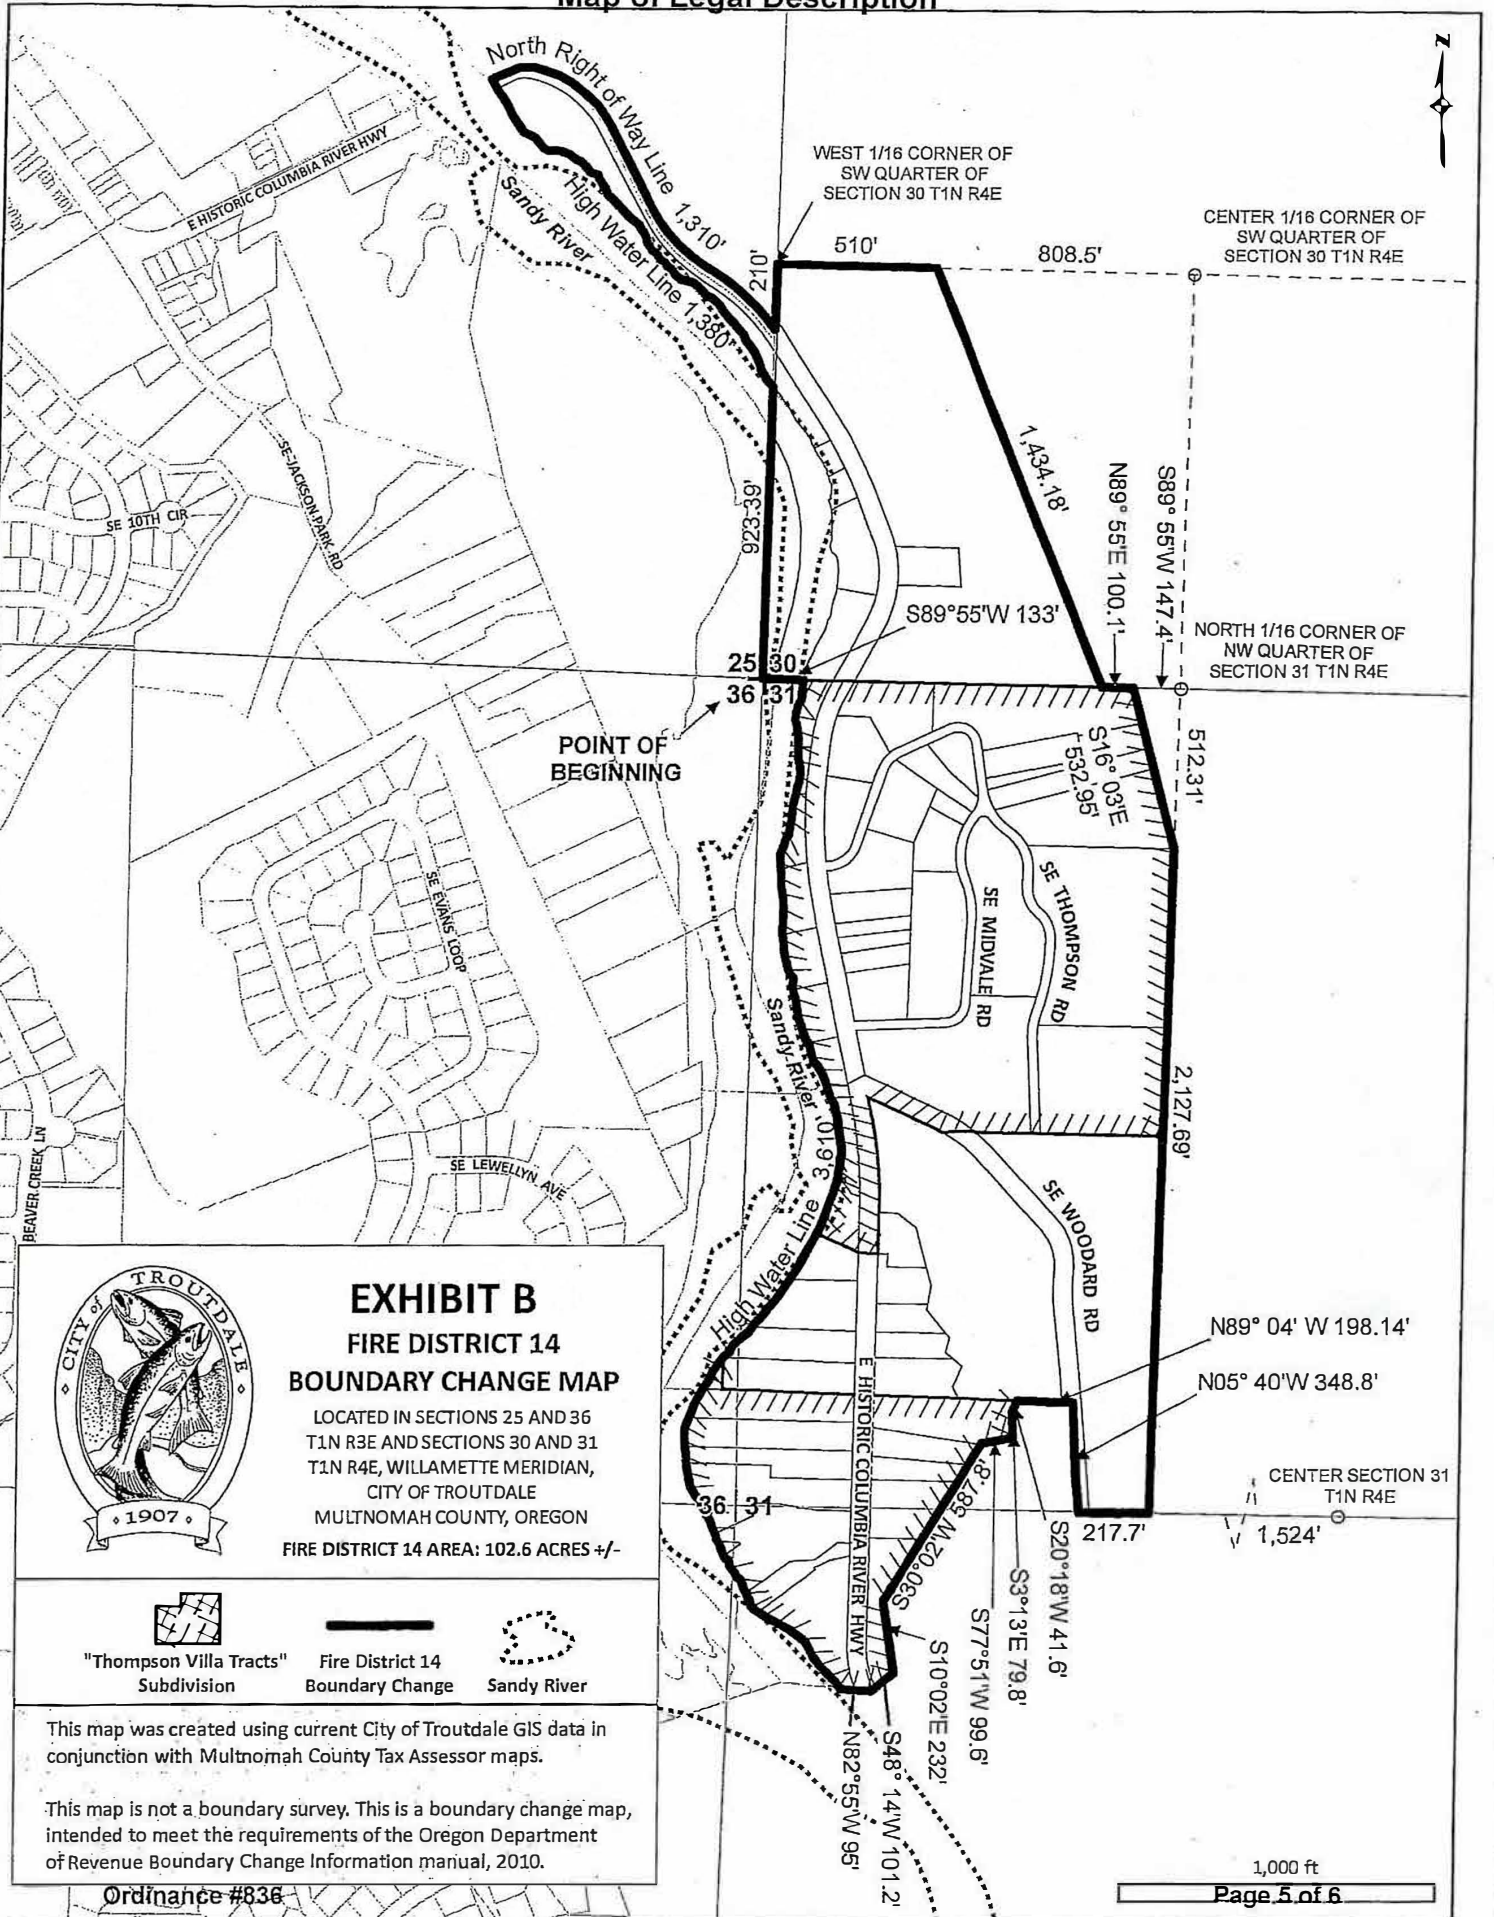 Map of Legal Description
N
North Right of Way Line 1,310'
WEST 1/16 CORNER OF
SW QUARTER OF
SECTION 30 T1N R4E
CENTER 1/16 CORNER OF
SW QUARTER OF
SECTION 30 T1N R4E
E HISTORIC COLUMBIA RIVER HWY
Sandy River
High Water Line 1,380'
210'
510'
808.5'
1,434.18'
N89° 55'E 100.1'
S89° 55'W 147.4'
SE JACKSON PARK RD
SE 10TH CIR
923.39'
S89°55'W 133'
NORTH 1/16 CORNER OF
NW QUARTER OF
SECTION 31 T1N R4E
25 30
36 31
POINT OF
BEGINNING
S16° 03'E
532.95'
512.31'
SE EVANS LOOP
SE MIDVALE RD
SE THOMPSON RD
Sandy River
2,127.69'
BEAVER CREEK LN
SE LEWELLYN AVE
High Water Line 3,610'
SE WOODARD RD
N89° 04' W 198.14'
N05° 40'W 348.8'
E HISTORIC COLUMBIA RIVER HWY
36 31
CENTER SECTION 31
T1N R4E
217.7'
1,524'
S30°02'W 587.8'
S20°18'W 41.6'
S3°13'E 79.8'
S77°51'W 99.6'
S10°02'E 232'
S48° 14'W 101.2'
N82°55'W 95'
CITY of TROUTDALE
1907
EXHIBIT B
FIRE DISTRICT 14
BOUNDARY CHANGE MAP
LOCATED IN SECTIONS 25 AND 36
T1N R3E AND SECTIONS 30 AND 31
T1N R4E, WILLAMETTE MERIDIAN,
CITY OF TROUTDALE
MULTNOMAH COUNTY, OREGON
FIRE DISTRICT 14 AREA: 102.6 ACRES +/-
"Thompson Villa Tracts"
Subdivision
Fire District 14
Boundary Change
Sandy River
This map was created using current City of Troutdale GIS data in
conjunction with Multnomah County Tax Assessor maps.
This map is not a boundary survey. This is a boundary change map,
intended to meet the requirements of the Oregon Department
of Revenue Boundary Change Information manual, 2010.
1,000 ft
Ordinance #836
Page 5 of 6